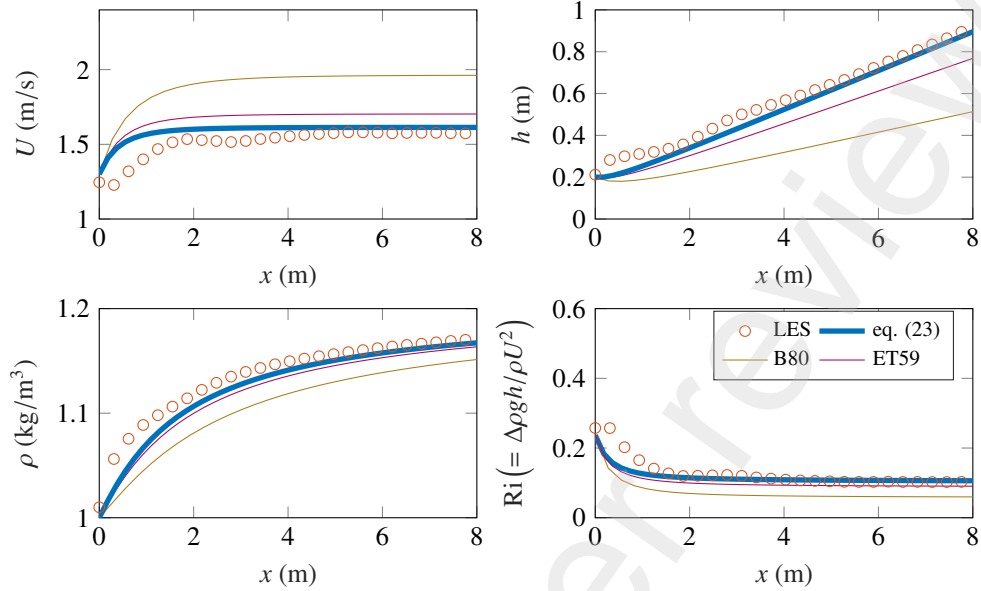 2
1.5
1
U (m/s)
0 2 4 6 8
x (m)
1
0.8
0.6
0.4
0.2
0
h (m)
0 2 4 6 8
x (m)
1.2
1.1
1
ρ (kg/m³)
0 2 4 6 8
x (m)
0.6
0.4
0.2
0
Ri (= Δρgh/ρU²)
LES eq. (23)
B80 ET59
0 2 4 6 8
x (m)
er review